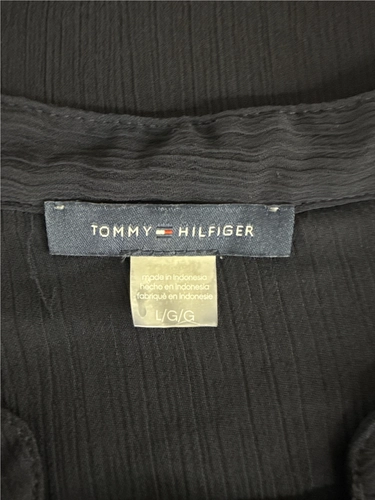 TOMMY HILFIGER
made in Indonesia
hecho en Indonesia
fabriqué en Indonésie
L/G/G